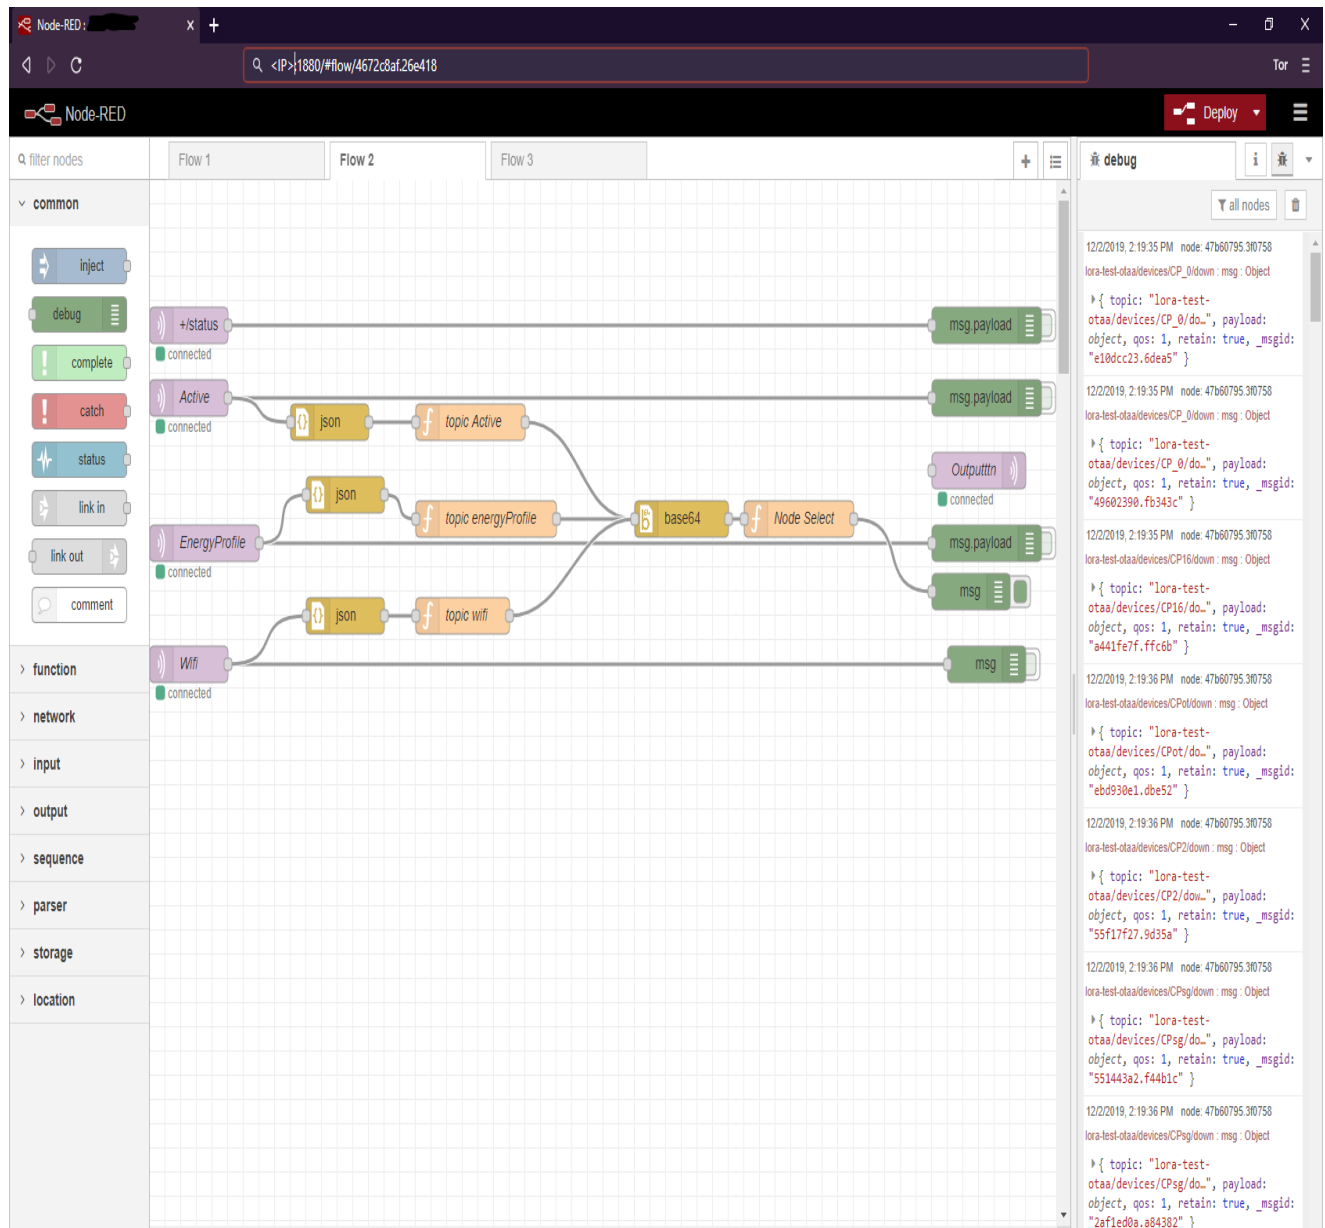 Node-RED :
<IP>:1880/#flow/4672c8af.26e418
Tor
Node-RED
Deploy
filter nodes
Flow 1
Flow 2
Flow 3
debug
i
all nodes
common
inject
debug
complete
catch
status
link in
link out
comment
function
network
input
output
sequence
parser
storage
location
+/status
connected
msg.payload
Active
connected
msg.payload
json
topic Active
Outputttn
connected
json
topic energyProfile
base64
Node Select
EnergyProfile
connected
msg.payload
msg
json
topic wifi
Wifi
connected
msg
12/2/2019, 2:19:35 PM node: 47b60795.3f0758
lora-test-otaa/devices/CP_0/down : msg : Object
{ topic: "lora-test-
otaa/devices/CP_0/do…", payload:
object, qos: 1, retain: true, _msgid:
"e10dcc23.6dea5" }
12/2/2019, 2:19:35 PM node: 47b60795.3f0758
lora-test-otaa/devices/CP_0/down : msg : Object
{ topic: "lora-test-
otaa/devices/CP_0/do…", payload:
object, qos: 1, retain: true, _msgid:
"49602390.fb343c" }
12/2/2019, 2:19:35 PM node: 47b60795.3f0758
lora-test-otaa/devices/CP16/down : msg : Object
{ topic: "lora-test-
otaa/devices/CP16/do…", payload:
object, qos: 1, retain: true, _msgid:
"a441fe7f.ffc6b" }
12/2/2019, 2:19:36 PM node: 47b60795.3f0758
lora-test-otaa/devices/CPot/down : msg : Object
{ topic: "lora-test-
otaa/devices/CPot/do…", payload:
object, qos: 1, retain: true, _msgid:
"ebd930e1.dbe52" }
12/2/2019, 2:19:36 PM node: 47b60795.3f0758
lora-test-otaa/devices/CP2/down : msg : Object
{ topic: "lora-test-
otaa/devices/CP2/dow…", payload:
object, qos: 1, retain: true, _msgid:
"55f17f27.9d35a" }
12/2/2019, 2:19:36 PM node: 47b60795.3f0758
lora-test-otaa/devices/CPsg/down : msg : Object
{ topic: "lora-test-
otaa/devices/CPsg/do…", payload:
object, qos: 1, retain: true, _msgid:
"551443a2.f44b1c" }
12/2/2019, 2:19:36 PM node: 47b60795.3f0758
lora-test-otaa/devices/CPsg/down : msg : Object
{ topic: "lora-test-
otaa/devices/CPsg/do…", payload:
object, qos: 1, retain: true, _msgid:
"2af1ed0a.a84382" }